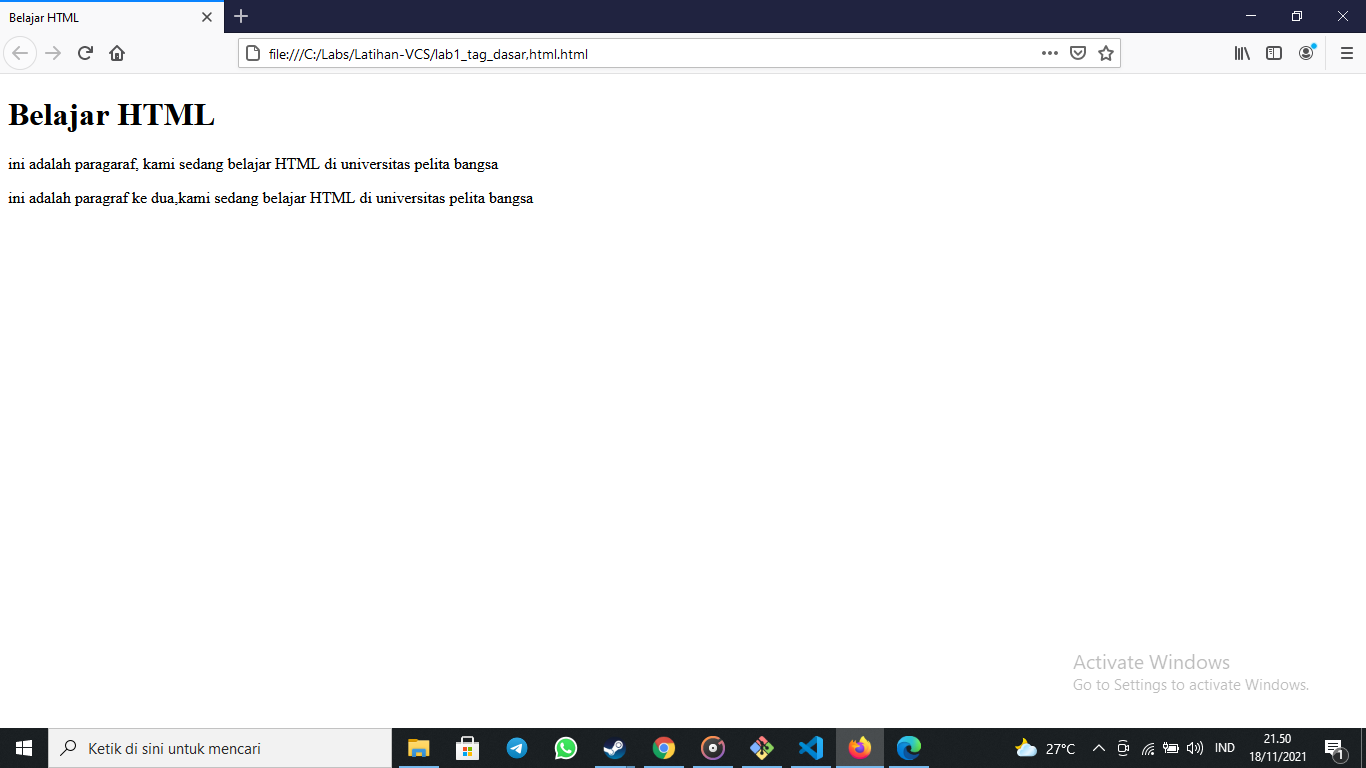 Belajar HTML
file:///C:/Labs/Latihan-VCS/lab1_tag_dasar,html.html
Belajar HTML
ini adalah paragaraf, kami sedang belajar HTML di universitas pelita bangsa
ini adalah paragraf ke dua,kami sedang belajar HTML di universitas pelita bangsa
Activate Windows
Go to Settings to activate Windows.
Ketik di sini untuk mencari
27°C
IND
21.50
18/11/2021
1